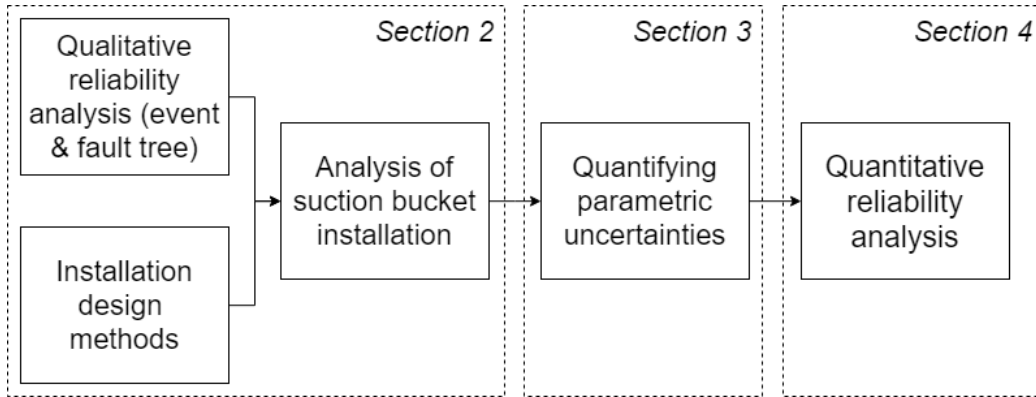 Section 2
Qualitative
reliability
analysis (event
& fault tree)
Installation
design
methods
Analysis of
suction bucket
installation
Section 3
Quantifying
parametric
uncertainties
Section 4
Quantitative
reliability
analysis